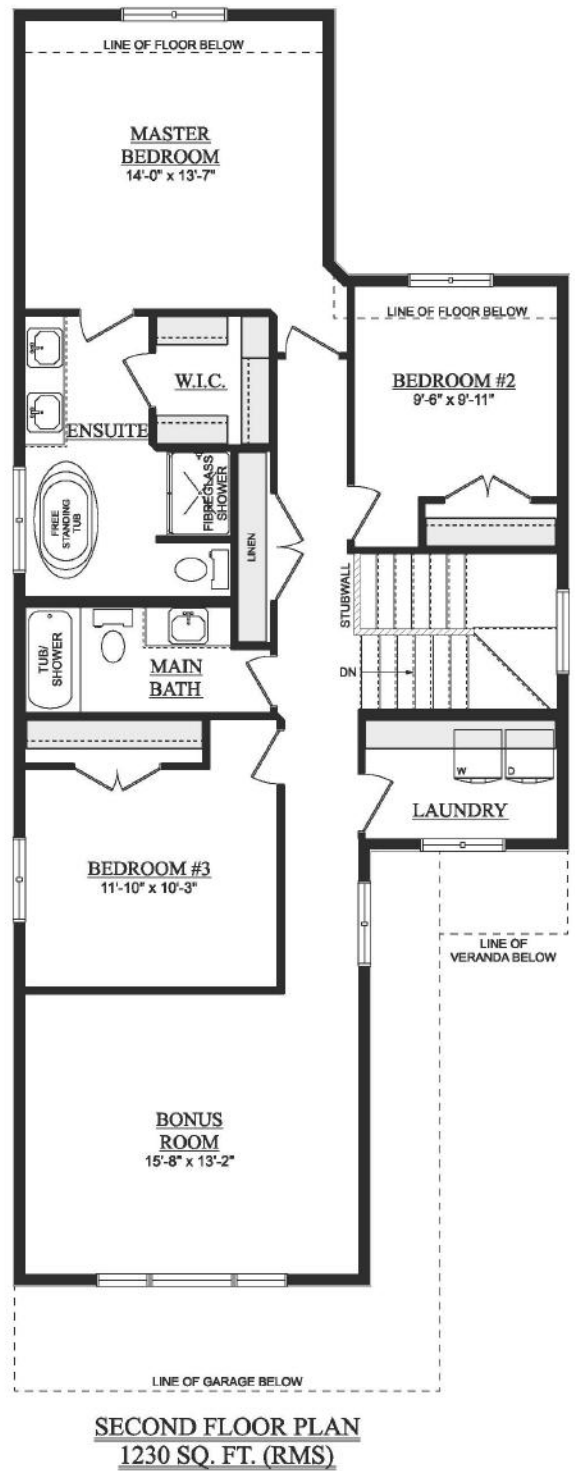 LINE OF FLOOR BELOW
MASTER
BEDROOM
14'-0" x 13'-7"
LINE OF FLOOR BELOW
BEDROOM #2
9'-6" x 9'-11"
W.I.C.
ENSUITE
FIBREGLASS
SHOWER
FREE
STANDING
TUB
LINEN
STUBWALL
DN
TUB/
SHOWER
MAIN
BATH
W
D
LAUNDRY
BEDROOM #3
11'-10" x 10'-3"
LINE OF
VERANDA BELOW
BONUS
ROOM
15'-8" x 13'-2"
LINE OF GARAGE BELOW
SECOND FLOOR PLAN
1230 SQ. FT. (RMS)